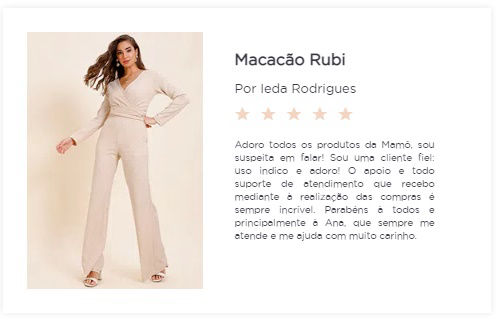 Macacão Rubi
Por Ieda Rodrigues
Adoro todos os produtos da Mamô, sou
suspeita em falar! Sou uma cliente fiel:
uso indico e adoro! O apoio e todo
suporte de atendimento que recebo
mediante à realização das compras é
sempre incrível. Parabéns à todos e
principalmente à Ana, que sempre me
atende e me ajuda com muito carinho.